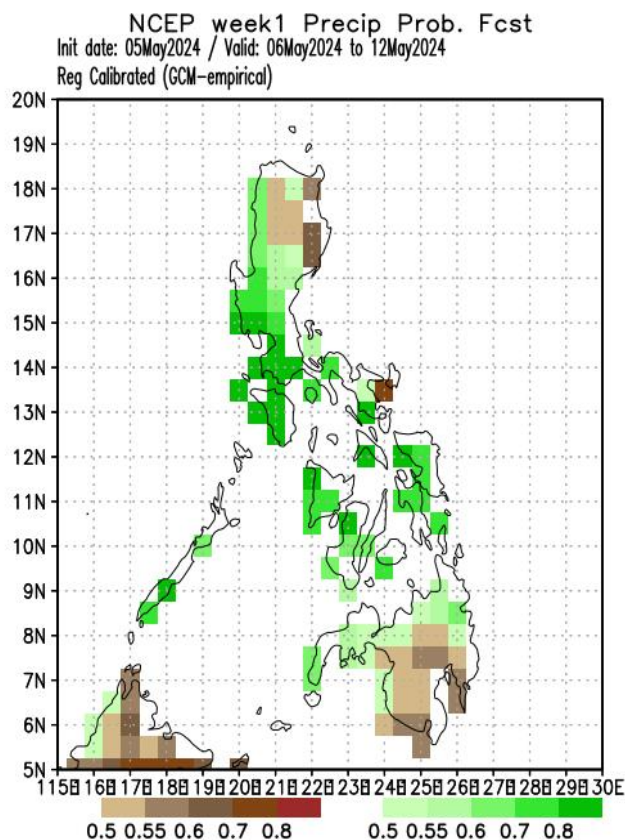 NCEP week1 Precip Prob. Fcst
Init date: 05May2024 / Valid: 06May2024 to 12May2024
Reg Calibrated (GCM-empirical)
20N
19N
18N
17N
16N
15N
14N
13N
12N
11N
10N
9N
8N
7N
6N
5N
115E 116E 117E 118E 119E 120E 121E 122E 123E 124E 125E 126E 127E 128E 129E 130E
0.5 0.55 0.6 0.7 0.8 0.5 0.55 0.6 0.7 0.8